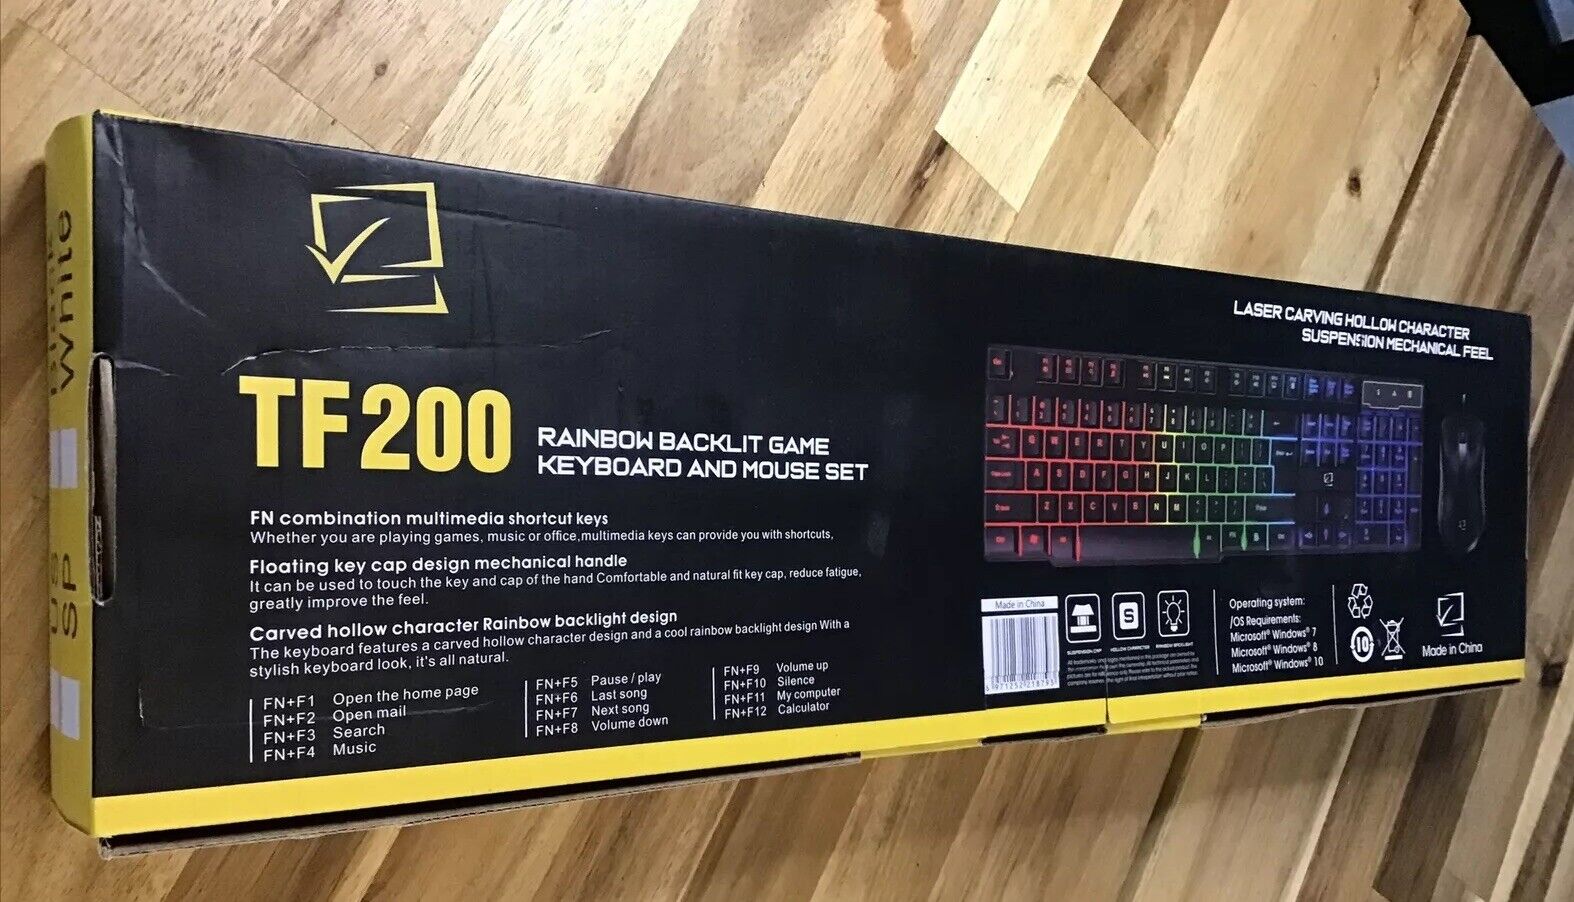 White
US
SP
TF200
RAINBOW BACKLIT GAME
KEYBOARD AND MOUSE SET
FN combination multimedia shortcut keys
Whether you are playing games, music or office,multimedia keys can provide you with shortcuts.
Floating key cap design mechanical handle
It can be used to touch the key and cap of the hand Comfortable and natural fit key cap, reduce fatigue,
greatly improve the feel.
Carved hollow character Rainbow backlight design
The keyboard features a carved hollow character design and a cool rainbow backlight design With a
stylish keyboard look, it's all natural.
FN+F1 Open the home page
FN+F2 Open mail
FN+F3 Search
FN+F4 Music
FN+F5 Pause / play
FN+F6 Last song
FN+F7 Next song
FN+F8 Volume down
FN+F9 Volume up
FN+F10 Silence
FN+F11 My computer
FN+F12 Calculator
LASER CARVING HOLLOW CHARACTER
SUSPENSION MECHANICAL FEEL
Made in China
S
SUSPENSION CAP
HOLLOW CHARACTER
RAINBOW BACKLIGHT
Operating system:
/OS Requirements:
Microsoft® Windows® 7
Microsoft® Windows® 8
Microsoft® Windows® 10
10
Made in China